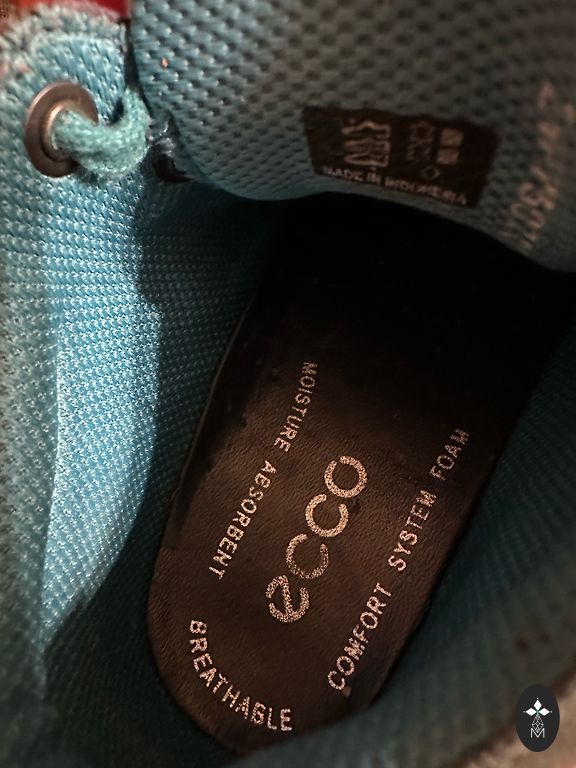 MADE IN INDONESIA
MOISTURE ABSORBENT
ecco
COMFORT SYSTEM FOAM
BREATHABLE
M